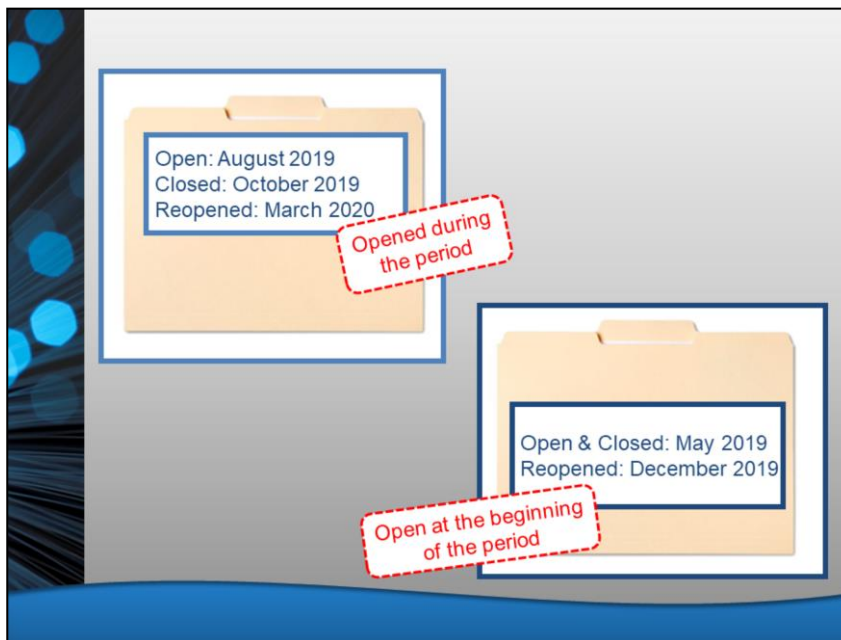 Open: August 2019
Closed: October 2019
Reopened: March 2020
Opened during
the period
Open & Closed: May 2019
Reopened: December 2019
Open at the beginning
of the period